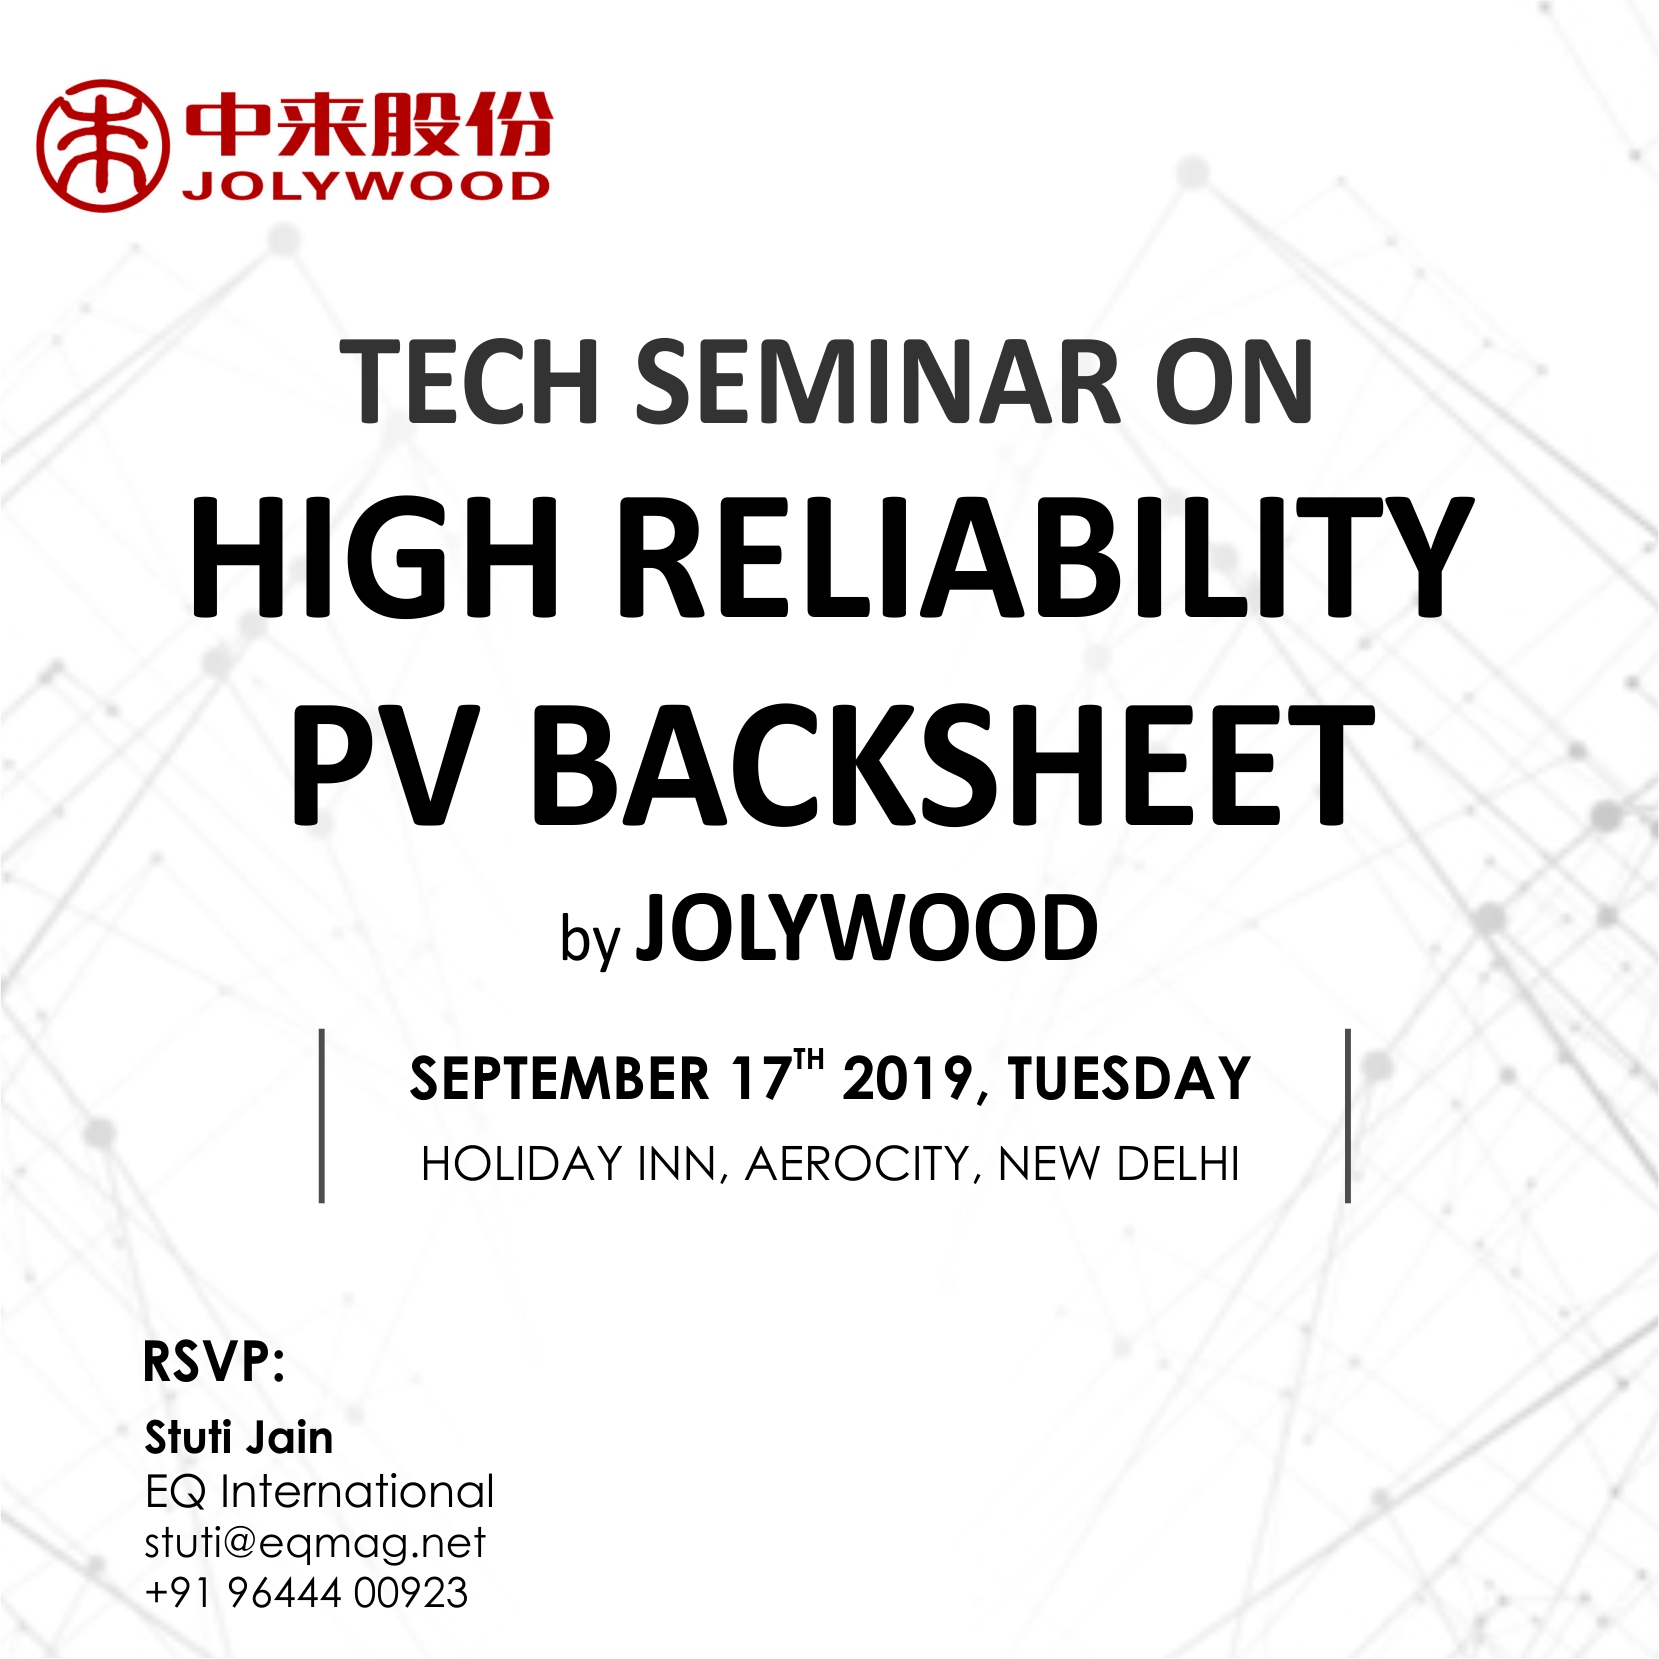 中来股份
JOLYWOOD
TECH SEMINAR ON
HIGH RELIABILITY
PV BACKSHEET
by JOLYWOOD
SEPTEMBER 17TH 2019, TUESDAY
HOLIDAY INN, AEROCITY, NEW DELHI
RSVP:
Stuti Jain
EQ International
stuti@eqmag.net
+91 96444 00923